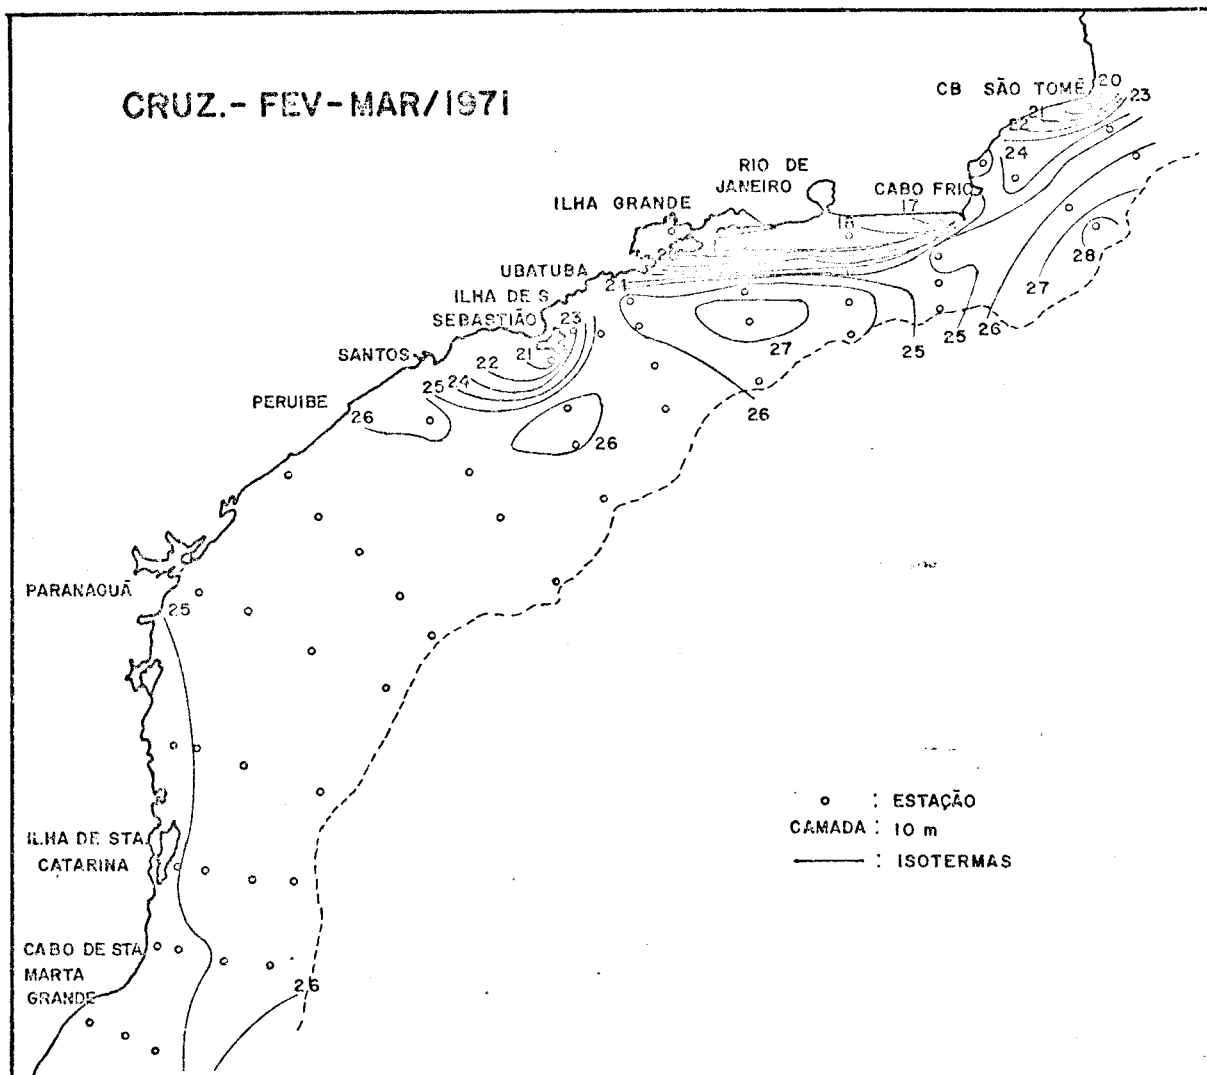 CRUZ.- FEV-MAR/1971
CB SÃO TOMÉ
20
23
21
22
24
RIO DE
JANEIRO
CABO FRIO
17
18
ILHA GRANDE
28
27
UBATUBA
21
ILHA DE S.
SEBASTIÃO
23
27
25
25
26
SANTOS
21
22
24
25
PERUIBE
26
26
26
PARANAGUÁ
25
: ESTAÇÃO
CAMADA : 10 m
: ISOTERMAS
ILHA DE STA.
CATARINA
CABO DE STA.
MARTA
GRANDE
26